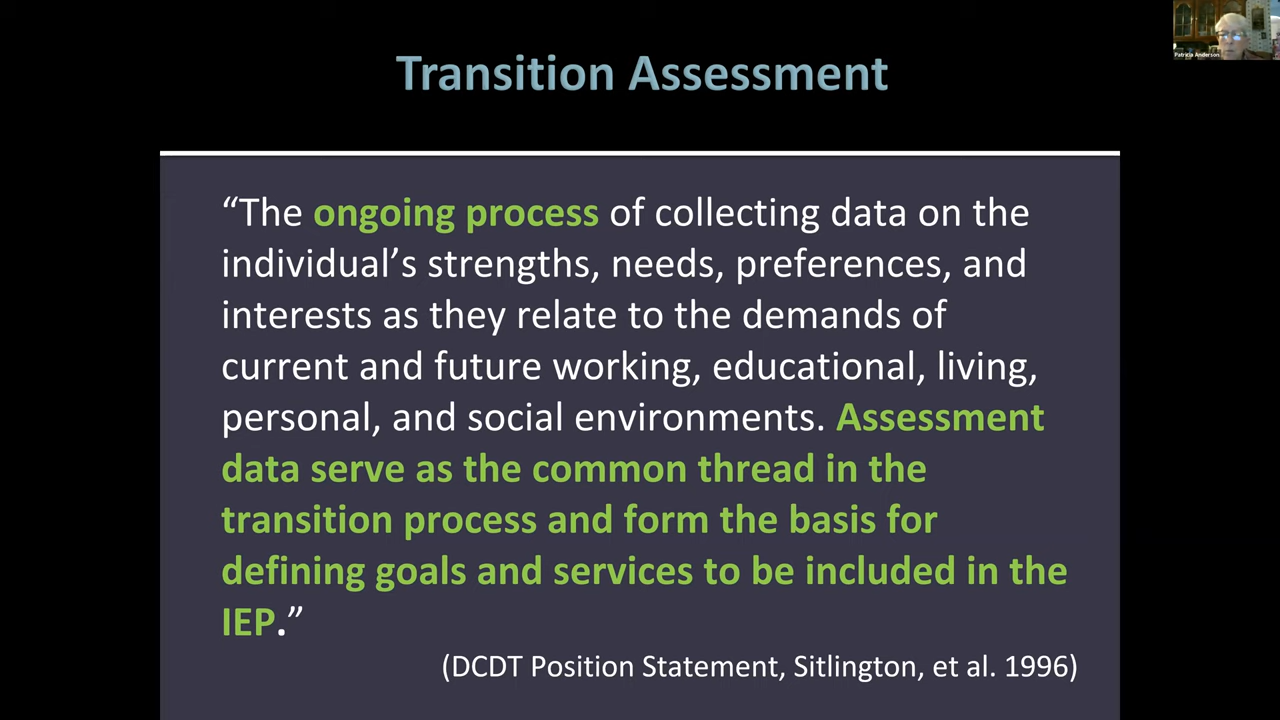 Transition Assessment
Patricia Anderson
“The ongoing process of collecting data on the
individual’s strengths, needs, preferences, and
interests as they relate to the demands of
current and future working, educational, living,
personal, and social environments. Assessment
data serve as the common thread in the
transition process and form the basis for
defining goals and services to be included in the
IEP.”
(DCDT Position Statement, Sitlington, et al. 1996)